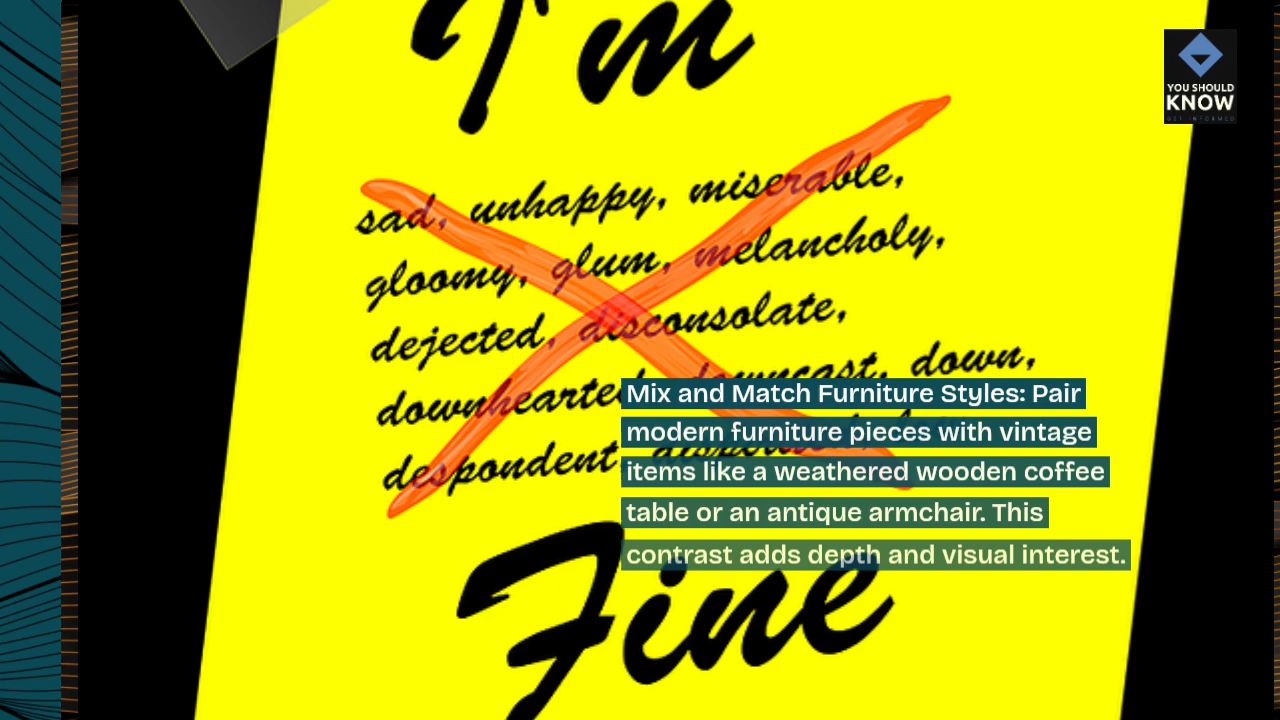 I'm
YOU SHOULD
KNOW
GET INFORMED
sad, unhappy, miserable,
gloomy, glum, melancholy,
dejected, disconsolate,
downhearted, downcast, down,
despondent,
Mix and Match Furniture Styles: Pair
modern furniture pieces with vintage
items like a weathered wooden coffee
table or an antique armchair. This
contrast adds depth and visual interest.
Fine